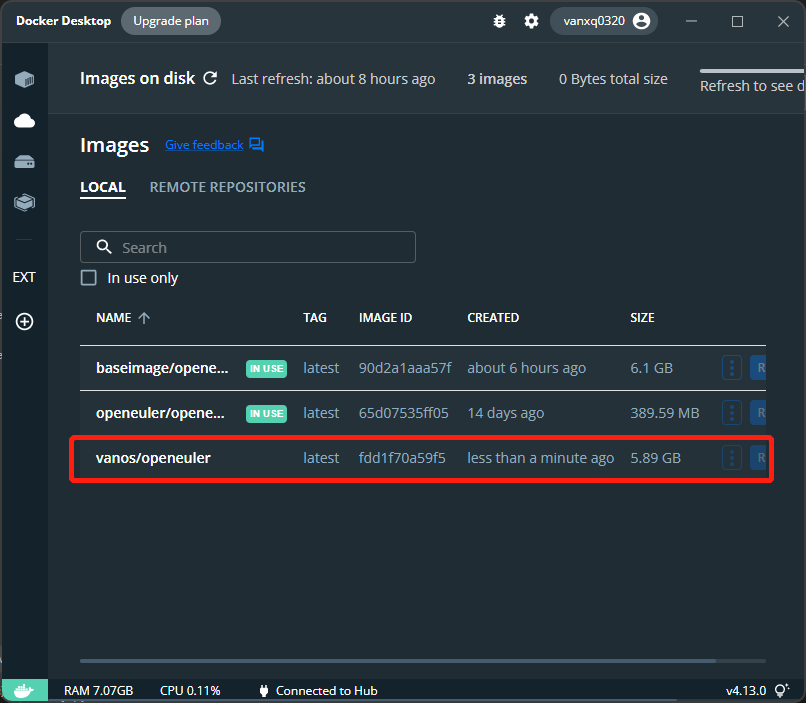 Docker Desktop Upgrade plan vanxq0320
Images on disk Last refresh: about 8 hours ago 3 images 0 Bytes total size
Refresh to see d
Images Give feedback
LOCAL REMOTE REPOSITORIES
Search
In use only
EXT
NAME TAG IMAGE ID CREATED SIZE
baseimage/opene... IN USE latest 90d2a1aaa57f about 6 hours ago 6.1 GB R
openeuler/opene... IN USE latest 65d07535ff05 14 days ago 389.59 MB R
vanos/openeuler latest fdd1f70a59f5 less than a minute ago 5.89 GB R
RAM 7.07GB CPU 0.11% Connected to Hub v4.13.0